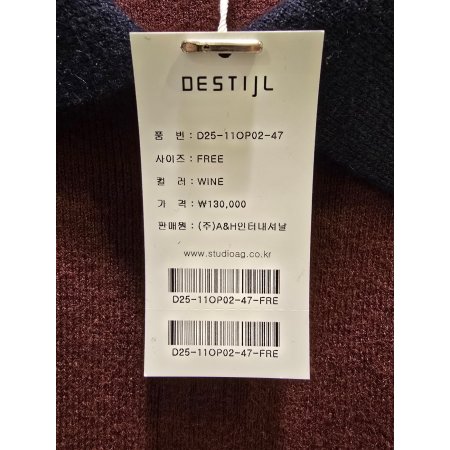 DESTIJL
품 번 : D25-11OP02-47
사이즈 : FREE
컬 러 : WINE
가 격 : ₩130,000
판매원 : (주)A&H인터내셔날
www.studioag.co.kr
D25-11OP02-47-FRE
D25-11OP02-47-FRE